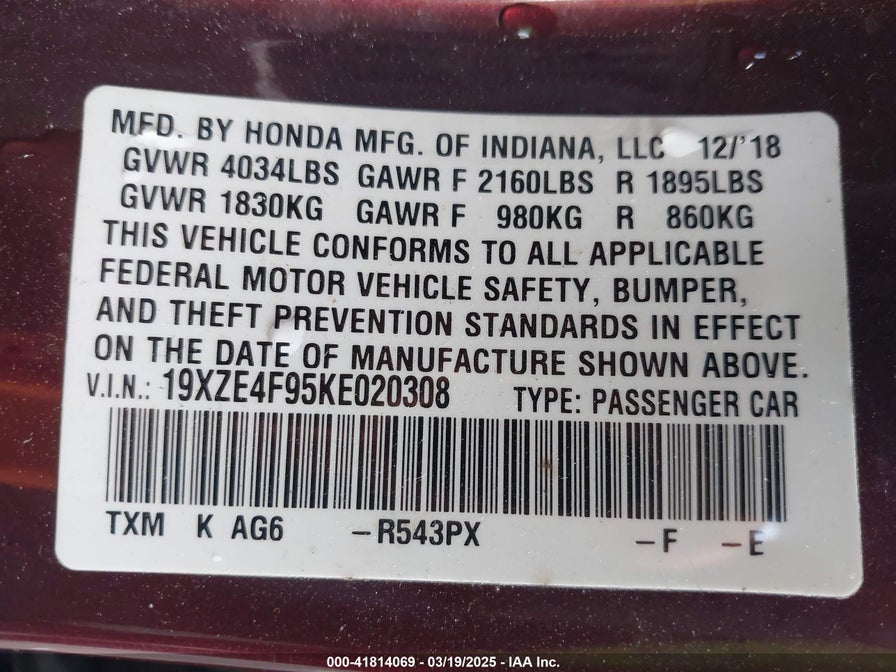 MFD. BY HONDA MFG. OF INDIANA, LLC 12/'18
GVWR 4034LBS GAWR F 2160LBS R 1895LBS
GVWR 1830KG GAWR F 980KG R 860KG
THIS VEHICLE CONFORMS TO ALL APPLICABLE
FEDERAL MOTOR VEHICLE SAFETY, BUMPER,
AND THEFT PREVENTION STANDARDS IN EFFECT
ON THE DATE OF MANUFACTURE SHOWN ABOVE.
V.I.N.: 19XZE4F95KE020308 TYPE: PASSENGER CAR
TXM K AG6 –R543PX –F –E
000-41814069 — 03/19/2025 — IAA Inc.